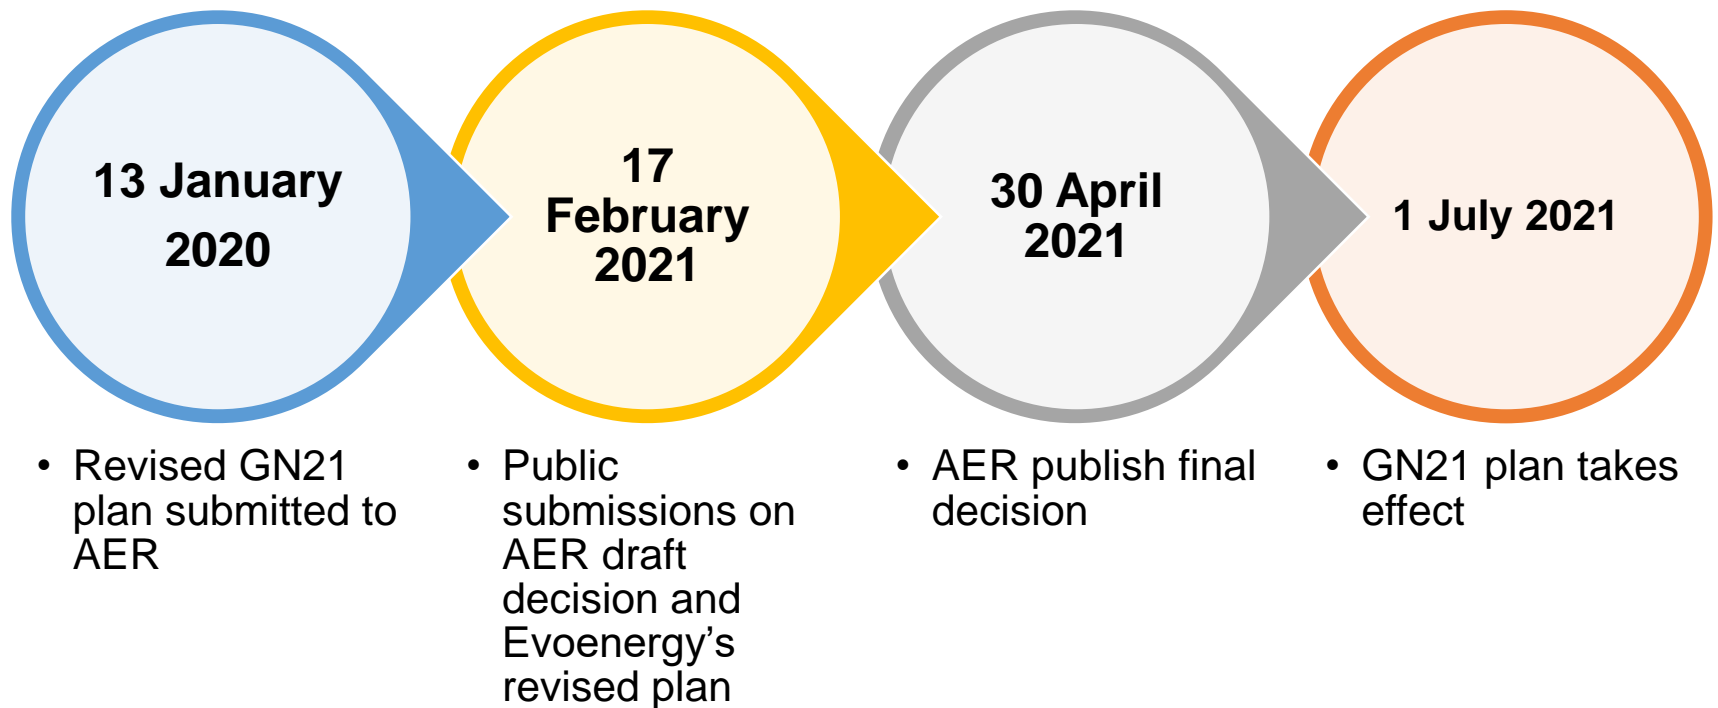 13 January
2020
17
February
2021
30 April
2021
1 July 2021
• Revised GN21
plan submitted to
AER
• Public
submissions on
AER draft
decision and
Evoenergy’s
revised plan
• AER publish final
decision
• GN21 plan takes
effect